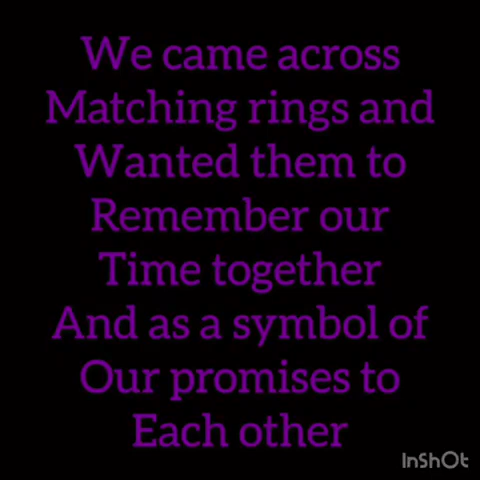 We came across
Matching rings and
Wanted them to
Remember our
Time together
And as a symbol of
Our promises to
Each other
InShOt